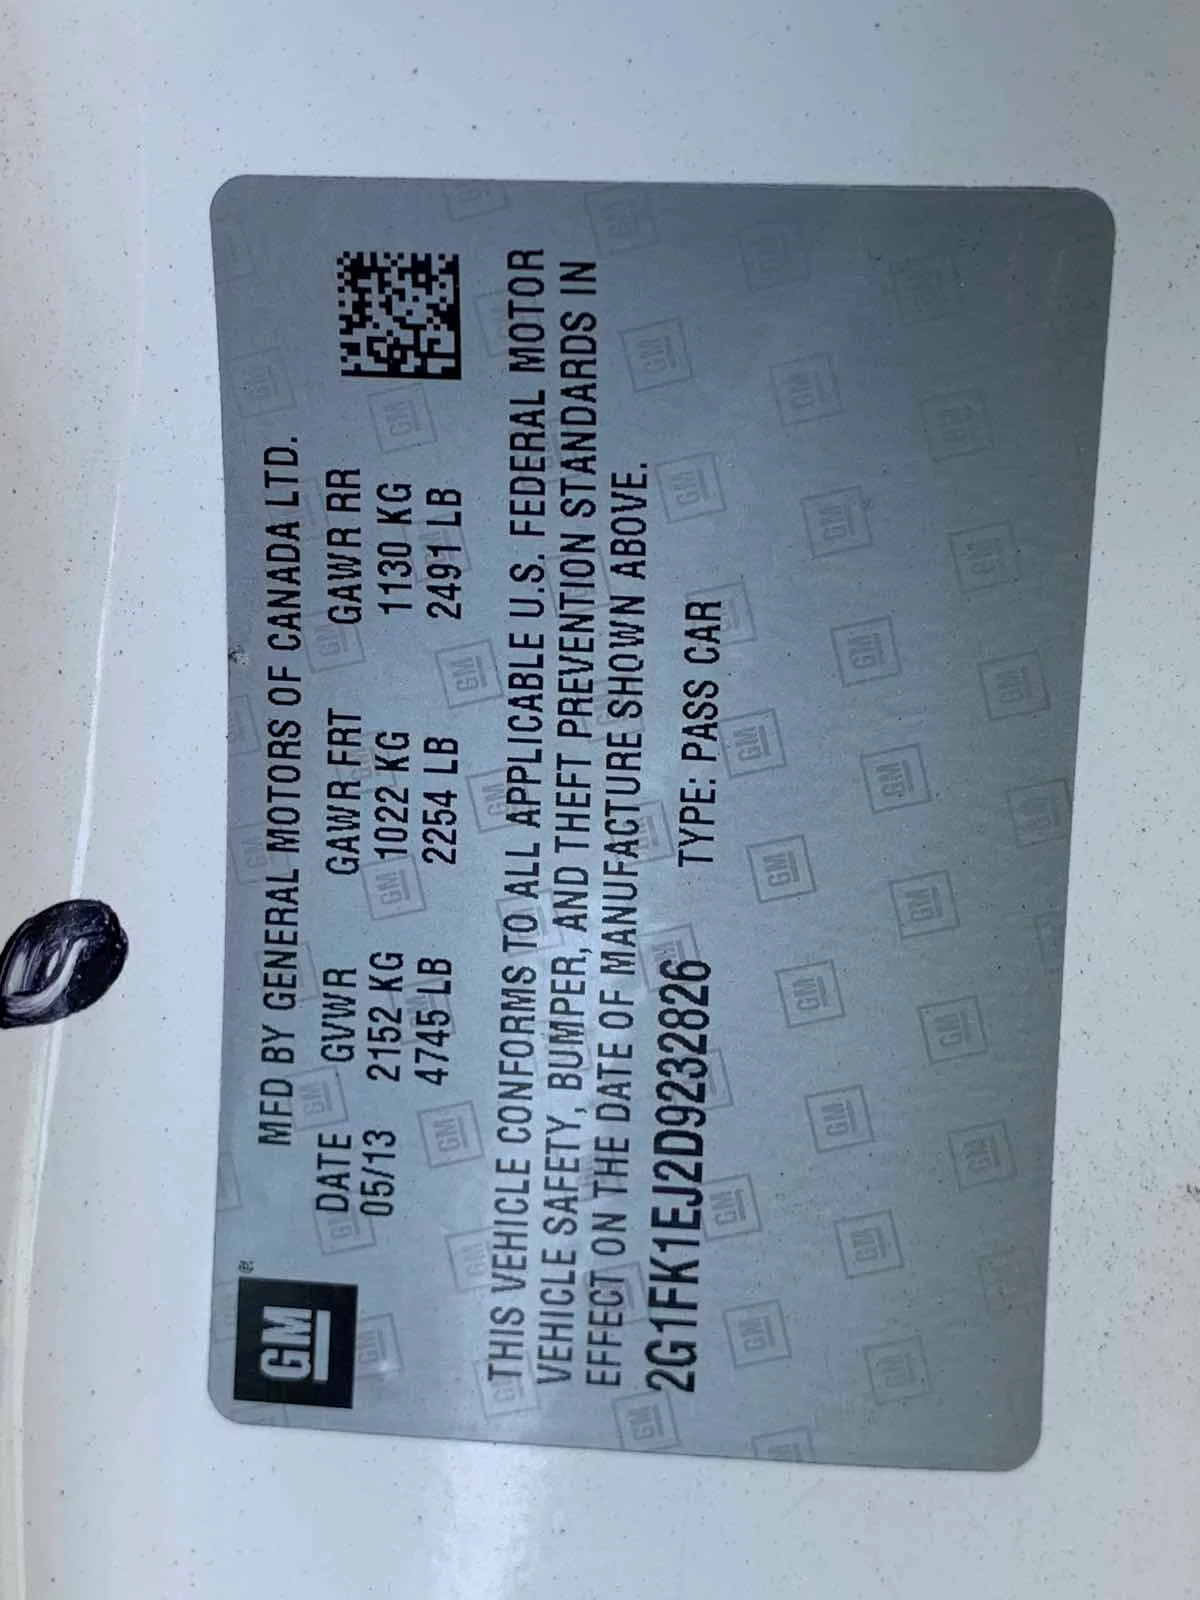 GM ®
MFD BY GENERAL MOTORS OF CANADA LTD.
DATE GVWR GAWR FRT GAWR RR
05/13 2152 KG 1022 KG 1130 KG
4745 LB 2254 LB 2491 LB
THIS VEHICLE CONFORMS TO ALL APPLICABLE U.S. FEDERAL MOTOR
VEHICLE SAFETY, BUMPER, AND THEFT PREVENTION STANDARDS IN
EFFECT ON THE DATE OF MANUFACTURE SHOWN ABOVE.
2G1FK1EJ2D9232826 TYPE: PASS CAR